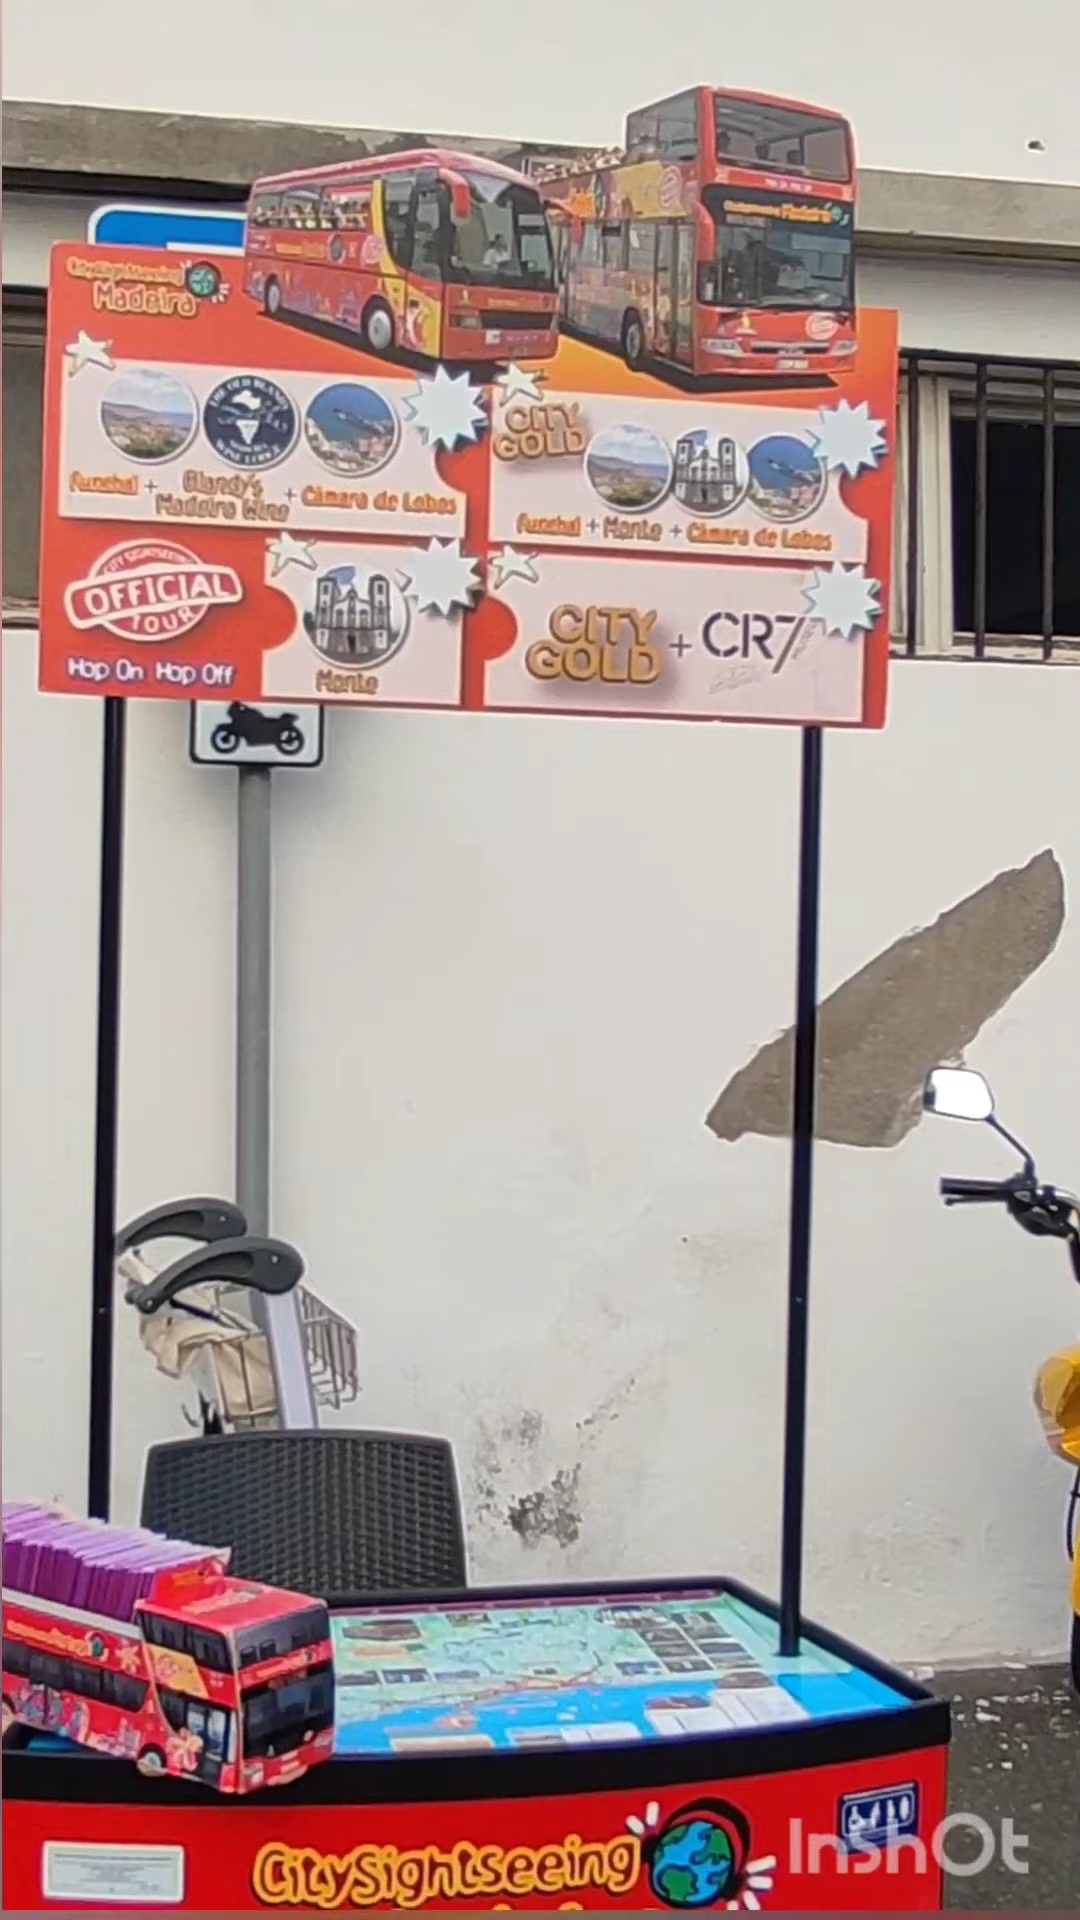 CitySightseeing
Madeira
Funchal + Blandy's Madeira Wine + Câmara de Lobos
CITY
GOLD
Funchal + Monte + Câmara de Lobos
CITY SIGHTSEEING
OFFICIAL
TOUR
Hop On Hop Off
Monte
CITY
GOLD + CR7
CitySightseeing
InShOt